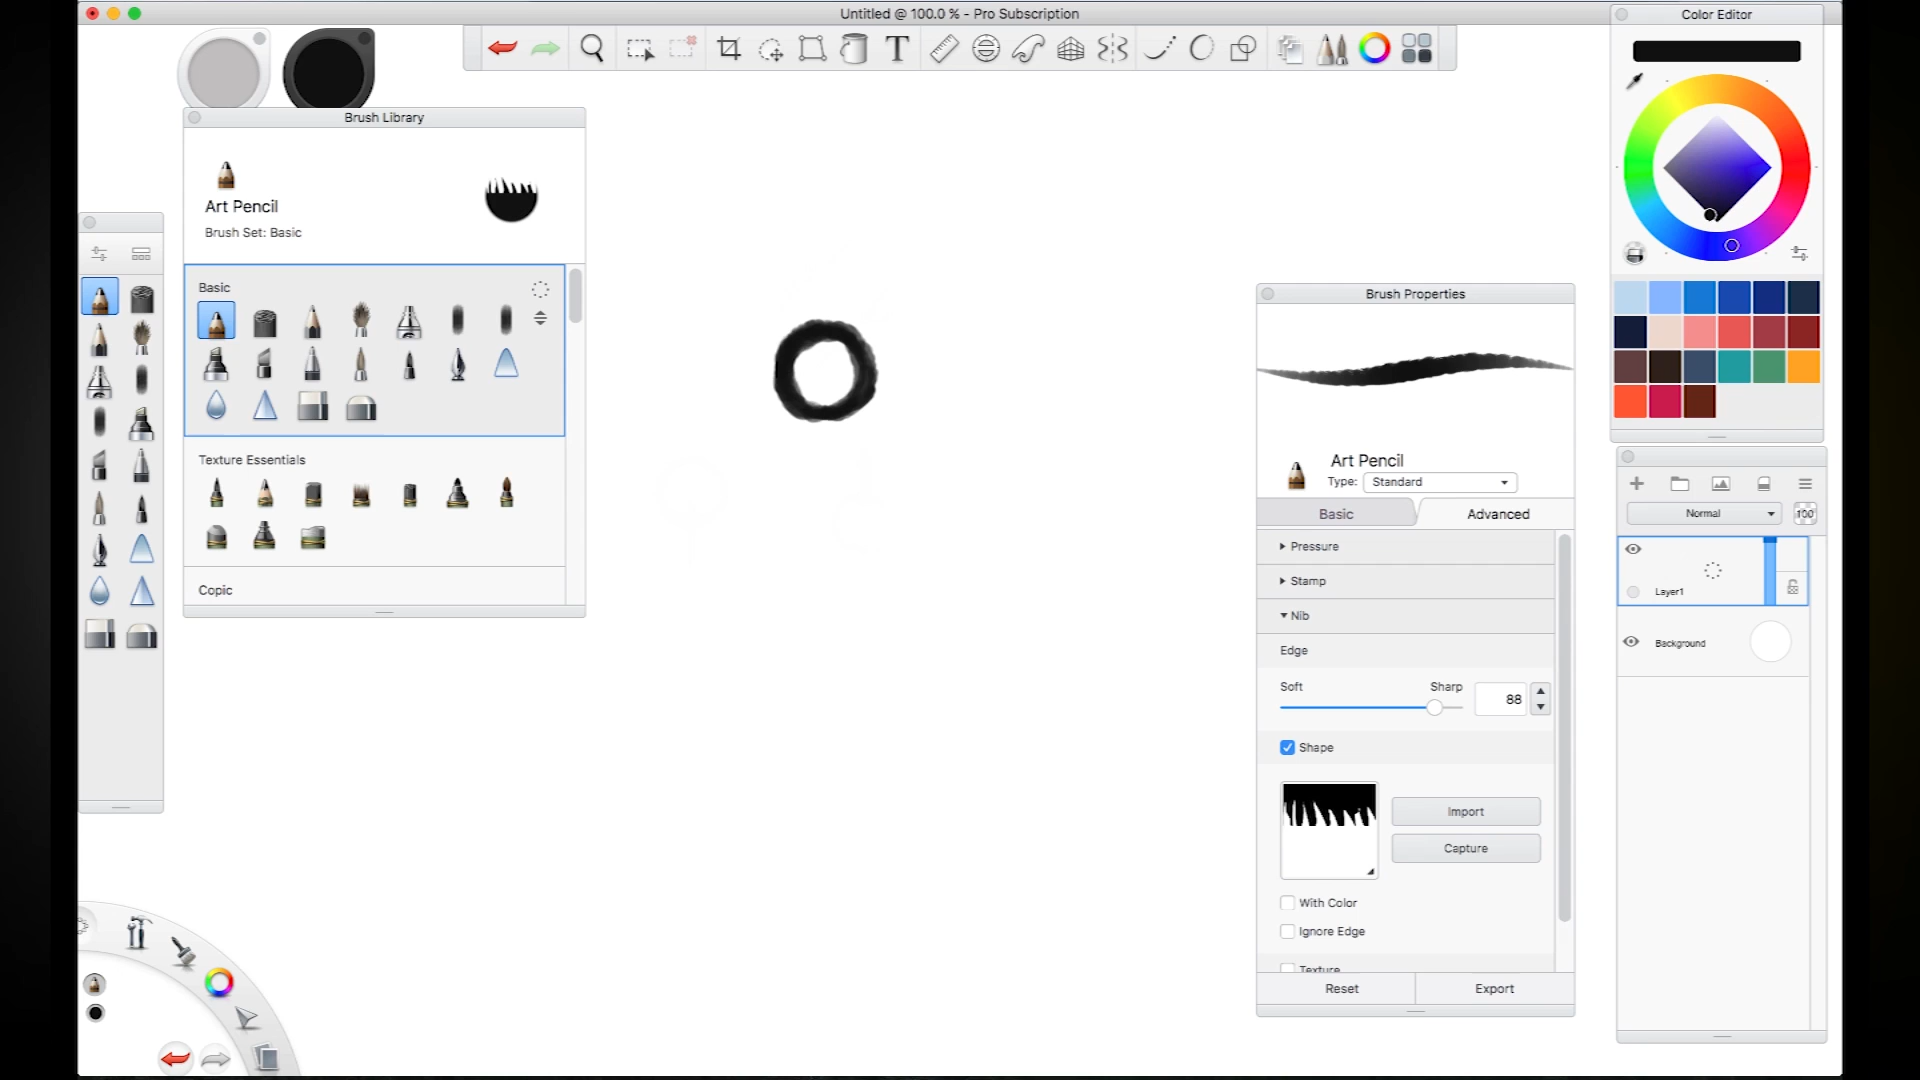 Untitled @ 100.0 % - Pro Subscription
Color Editor
T
Brush Library
Art Pencil
Brush Set: Basic
Basic
Texture Essentials
Copic
Brush Properties
Art Pencil
Type: Standard
Basic Advanced
Pressure
Stamp
Nib
Edge
Soft Sharp 88
Shape
Import
Capture
With Color
Ignore Edge
Texture
Reset Export
Normal 100
Layer1
Background